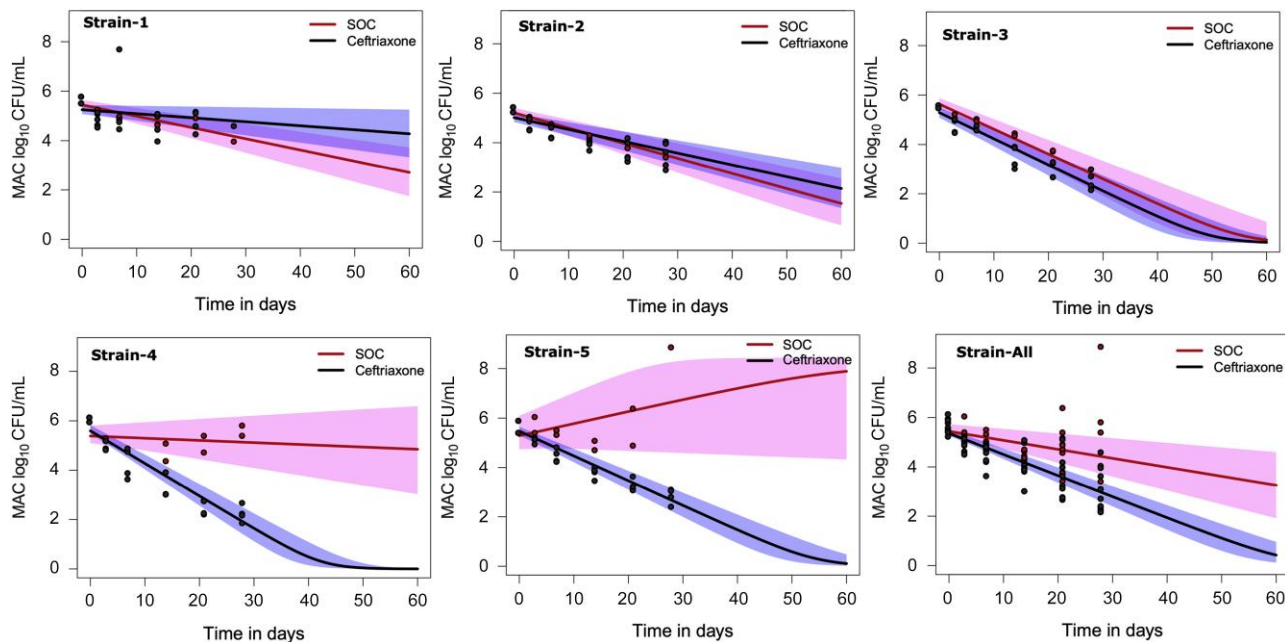 Strain-1
SOC
Ceftriaxone
MAC log10 CFU/mL
8
6
4
2
0
0 10 20 30 40 50 60
Time in days
Strain-2
SOC
Ceftriaxone
MAC log10 CFU/mL
8
6
4
2
0
0 10 20 30 40 50 60
Time in days
Strain-3
SOC
Ceftriaxone
MAC log10 CFU/mL
8
6
4
2
0
0 10 20 30 40 50 60
Time in days
Strain-4
SOC
Ceftriaxone
MAC log10 CFU/mL
8
6
4
2
0
0 10 20 30 40 50 60
Time in days
Strain-5
SOC
Ceftriaxone
MAC log10 CFU/mL
8
6
4
2
0
0 10 20 30 40 50 60
Time in days
Strain-All
SOC
Ceftriaxone
MAC log10 CFU/mL
8
6
4
2
0
0 10 20 30 40 50 60
Time in days